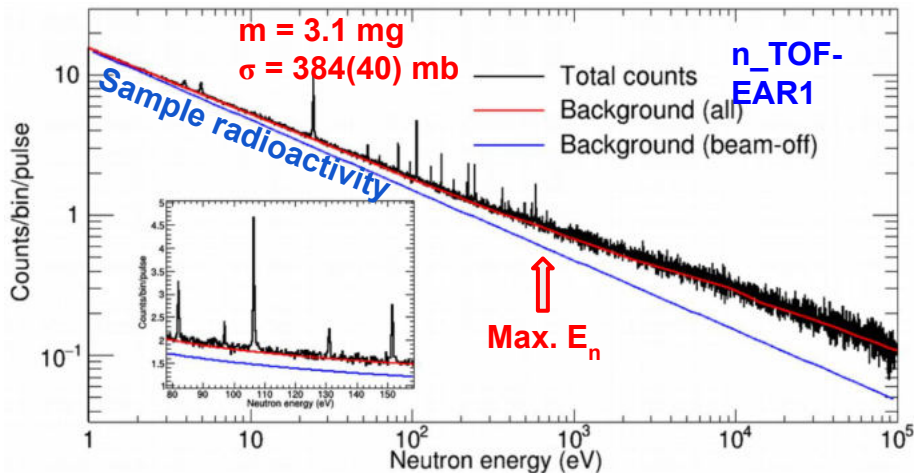 m = 3.1 mg
σ = 384(40) mb
n_TOF-
EAR1
Total counts
Background (all)
Background (beam-off)
Sample radioactivity
Max. Eₙ
Counts/bin/pulse
10
1
10⁻¹
1
10
10²
10³
10⁴
10⁵
Neutron energy (eV)
Counts/bin/pulse
5
4.5
4
3.5
3
2.5
2
1.5
1
80
90
100
110
120
130
140
150
Neutron energy (eV)